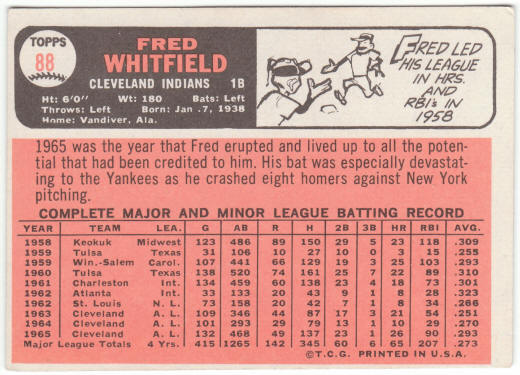 TOPPS
88
FRED
WHITFIELD
CLEVELAND INDIANS 1B
Ht: 6'0" Wt: 180 Bats: Left
Throws: Left Born: Jan .7, 1938
Home: Vandiver, Ala.
FRED LED
HIS LEAGUE
IN HRS.
AND
RBI's IN
1958
1965 was the year that Fred erupted and lived up to all the poten-
tial that had been credited to him. His bat was especially devastat-
ing to the Yankees as he crashed eight homers against New York
pitching.
COMPLETE MAJOR AND MINOR LEAGUE BATTING RECORD
YEAR TEAM LEA. G AB R H 2B 3B HR RBI AVG.
1958 Keokuk Midwest 123 486 89 150 29 5 23 118 .309
1959 Tulsa Texas 31 106 10 27 10 0 3 15 .255
1959 Win.-Salem Carol. 107 441 66 129 19 3 25 103 .293
1960 Tulsa Texas 138 520 74 161 25 7 22 89 .310
1961 Charleston Int. 134 459 60 138 23 4 18 73 .301
1962 Atlanta Int. 33 133 20 43 9 1 8 28 .323
1962 St. Louis N. L. 73 158 20 42 7 1 8 34 .266
1963 Cleveland A. L. 109 346 44 87 17 3 21 54 .251
1964 Cleveland A. L. 101 293 29 79 13 1 10 29 .270
1965 Cleveland A. L. 132 468 49 137 23 1 26 90 .293
Major League Totals 4 Yrs. 415 1265 142 345 60 6 65 207 .273
©T.C.G. PRINTED IN U.S.A.